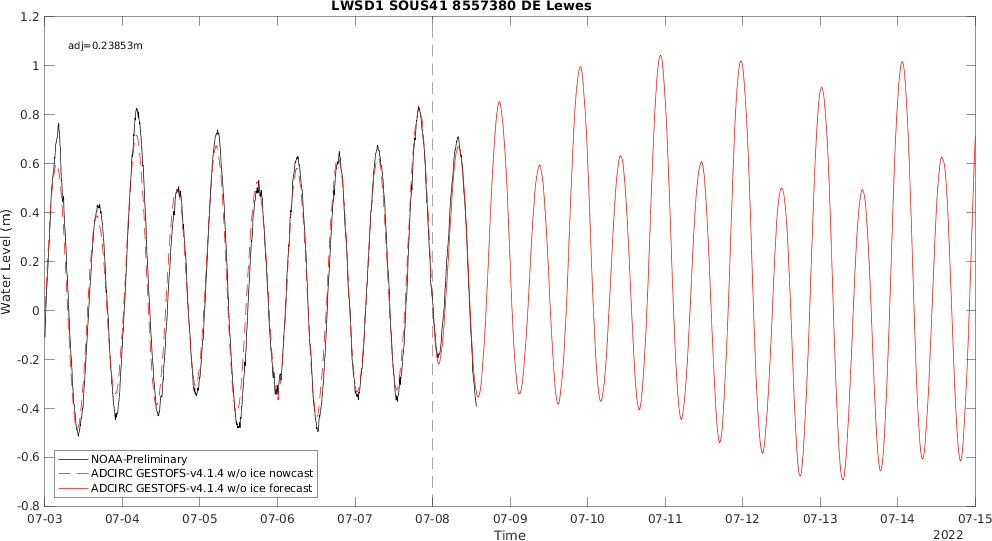 LWSD1 SOUS41 8557380 DE Lewes
adj=0.23853m
Water Level (m)
1.2
1
0.8
0.6
0.4
0.2
0
-0.2
-0.4
-0.6
-0.8
NOAA-Preliminary
ADCIRC GESTOFS-v4.1.4 w/o ice nowcast
ADCIRC GESTOFS-v4.1.4 w/o ice forecast
07-03 07-04 07-05 07-06 07-07 07-08 07-09 07-10 07-11 07-12 07-13 07-14 07-15
Time
2022